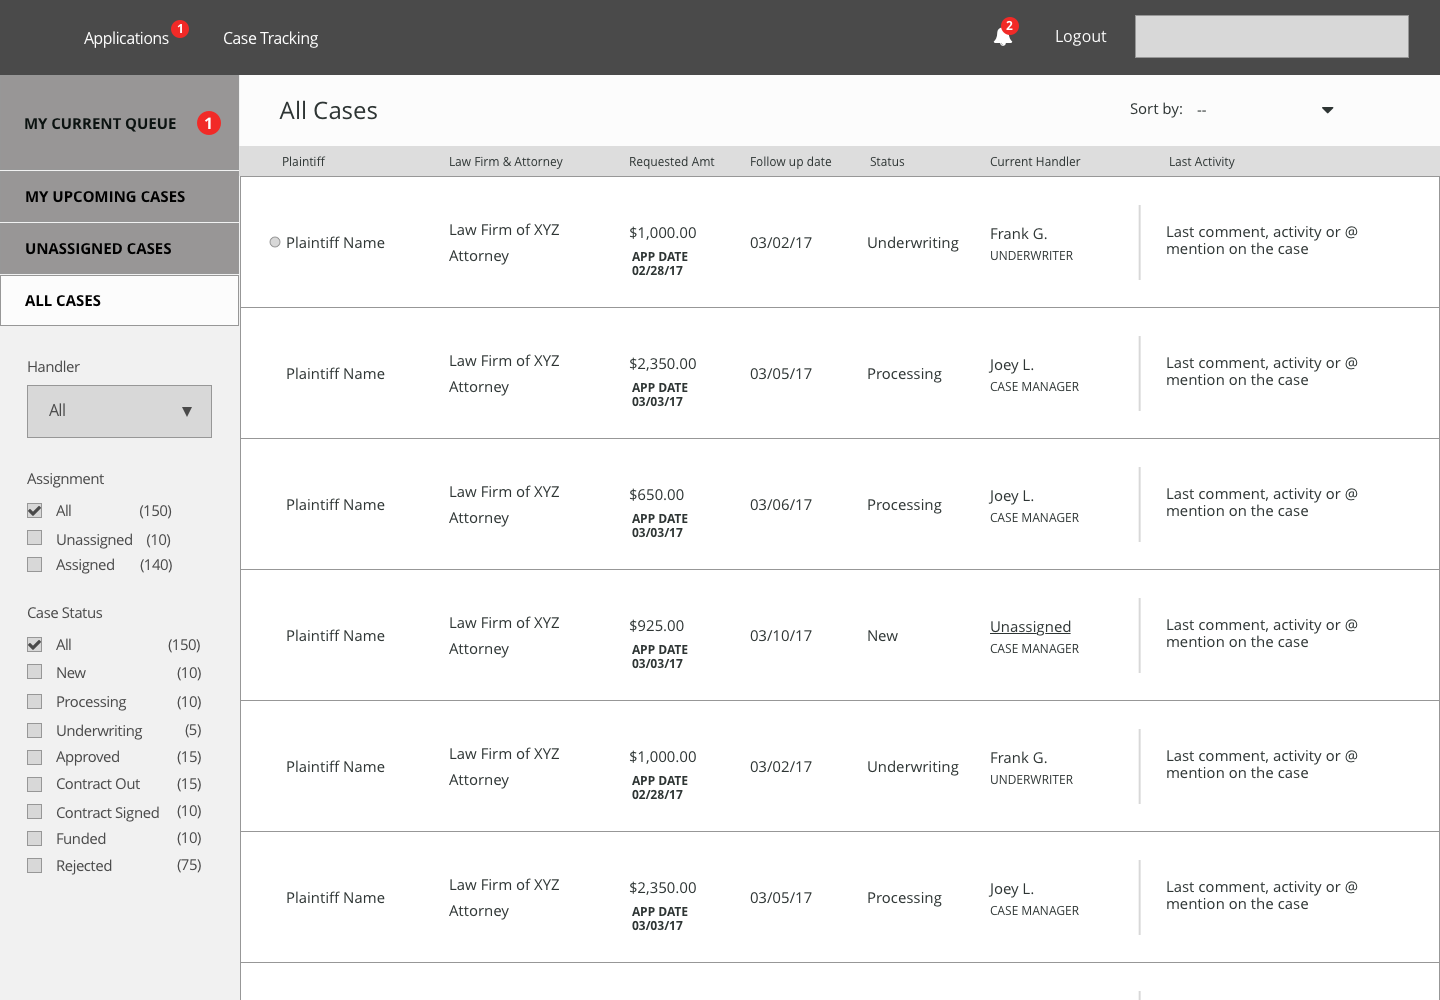 Applications 1 Case Tracking 2 Logout
MY CURRENT QUEUE 1
MY UPCOMING CASES
UNASSIGNED CASES
ALL CASES
Handler
All ▼
Assignment
All (150)
Unassigned (10)
Assigned (140)
Case Status
All (150)
New (10)
Processing (10)
Underwriting (5)
Approved (15)
Contract Out (15)
Contract Signed (10)
Funded (10)
Rejected (75)
All Cases
Sort by: --
Plaintiff Law Firm & Attorney Requested Amt Follow up date Status Current Handler Last Activity
Plaintiff Name
Law Firm of XYZ
Attorney
$1,000.00
APP DATE
02/28/17
03/02/17
Underwriting
Frank G.
UNDERWRITER
Last comment, activity or @
mention on the case
Plaintiff Name
Law Firm of XYZ
Attorney
$2,350.00
APP DATE
03/03/17
03/05/17
Processing
Joey L.
CASE MANAGER
Last comment, activity or @
mention on the case
Plaintiff Name
Law Firm of XYZ
Attorney
$650.00
APP DATE
03/03/17
03/06/17
Processing
Joey L.
CASE MANAGER
Last comment, activity or @
mention on the case
Plaintiff Name
Law Firm of XYZ
Attorney
$925.00
APP DATE
03/03/17
03/10/17
New
Unassigned
CASE MANAGER
Last comment, activity or @
mention on the case
Plaintiff Name
Law Firm of XYZ
Attorney
$1,000.00
APP DATE
02/28/17
03/02/17
Underwriting
Frank G.
UNDERWRITER
Last comment, activity or @
mention on the case
Plaintiff Name
Law Firm of XYZ
Attorney
$2,350.00
APP DATE
03/03/17
03/05/17
Processing
Joey L.
CASE MANAGER
Last comment, activity or @
mention on the case